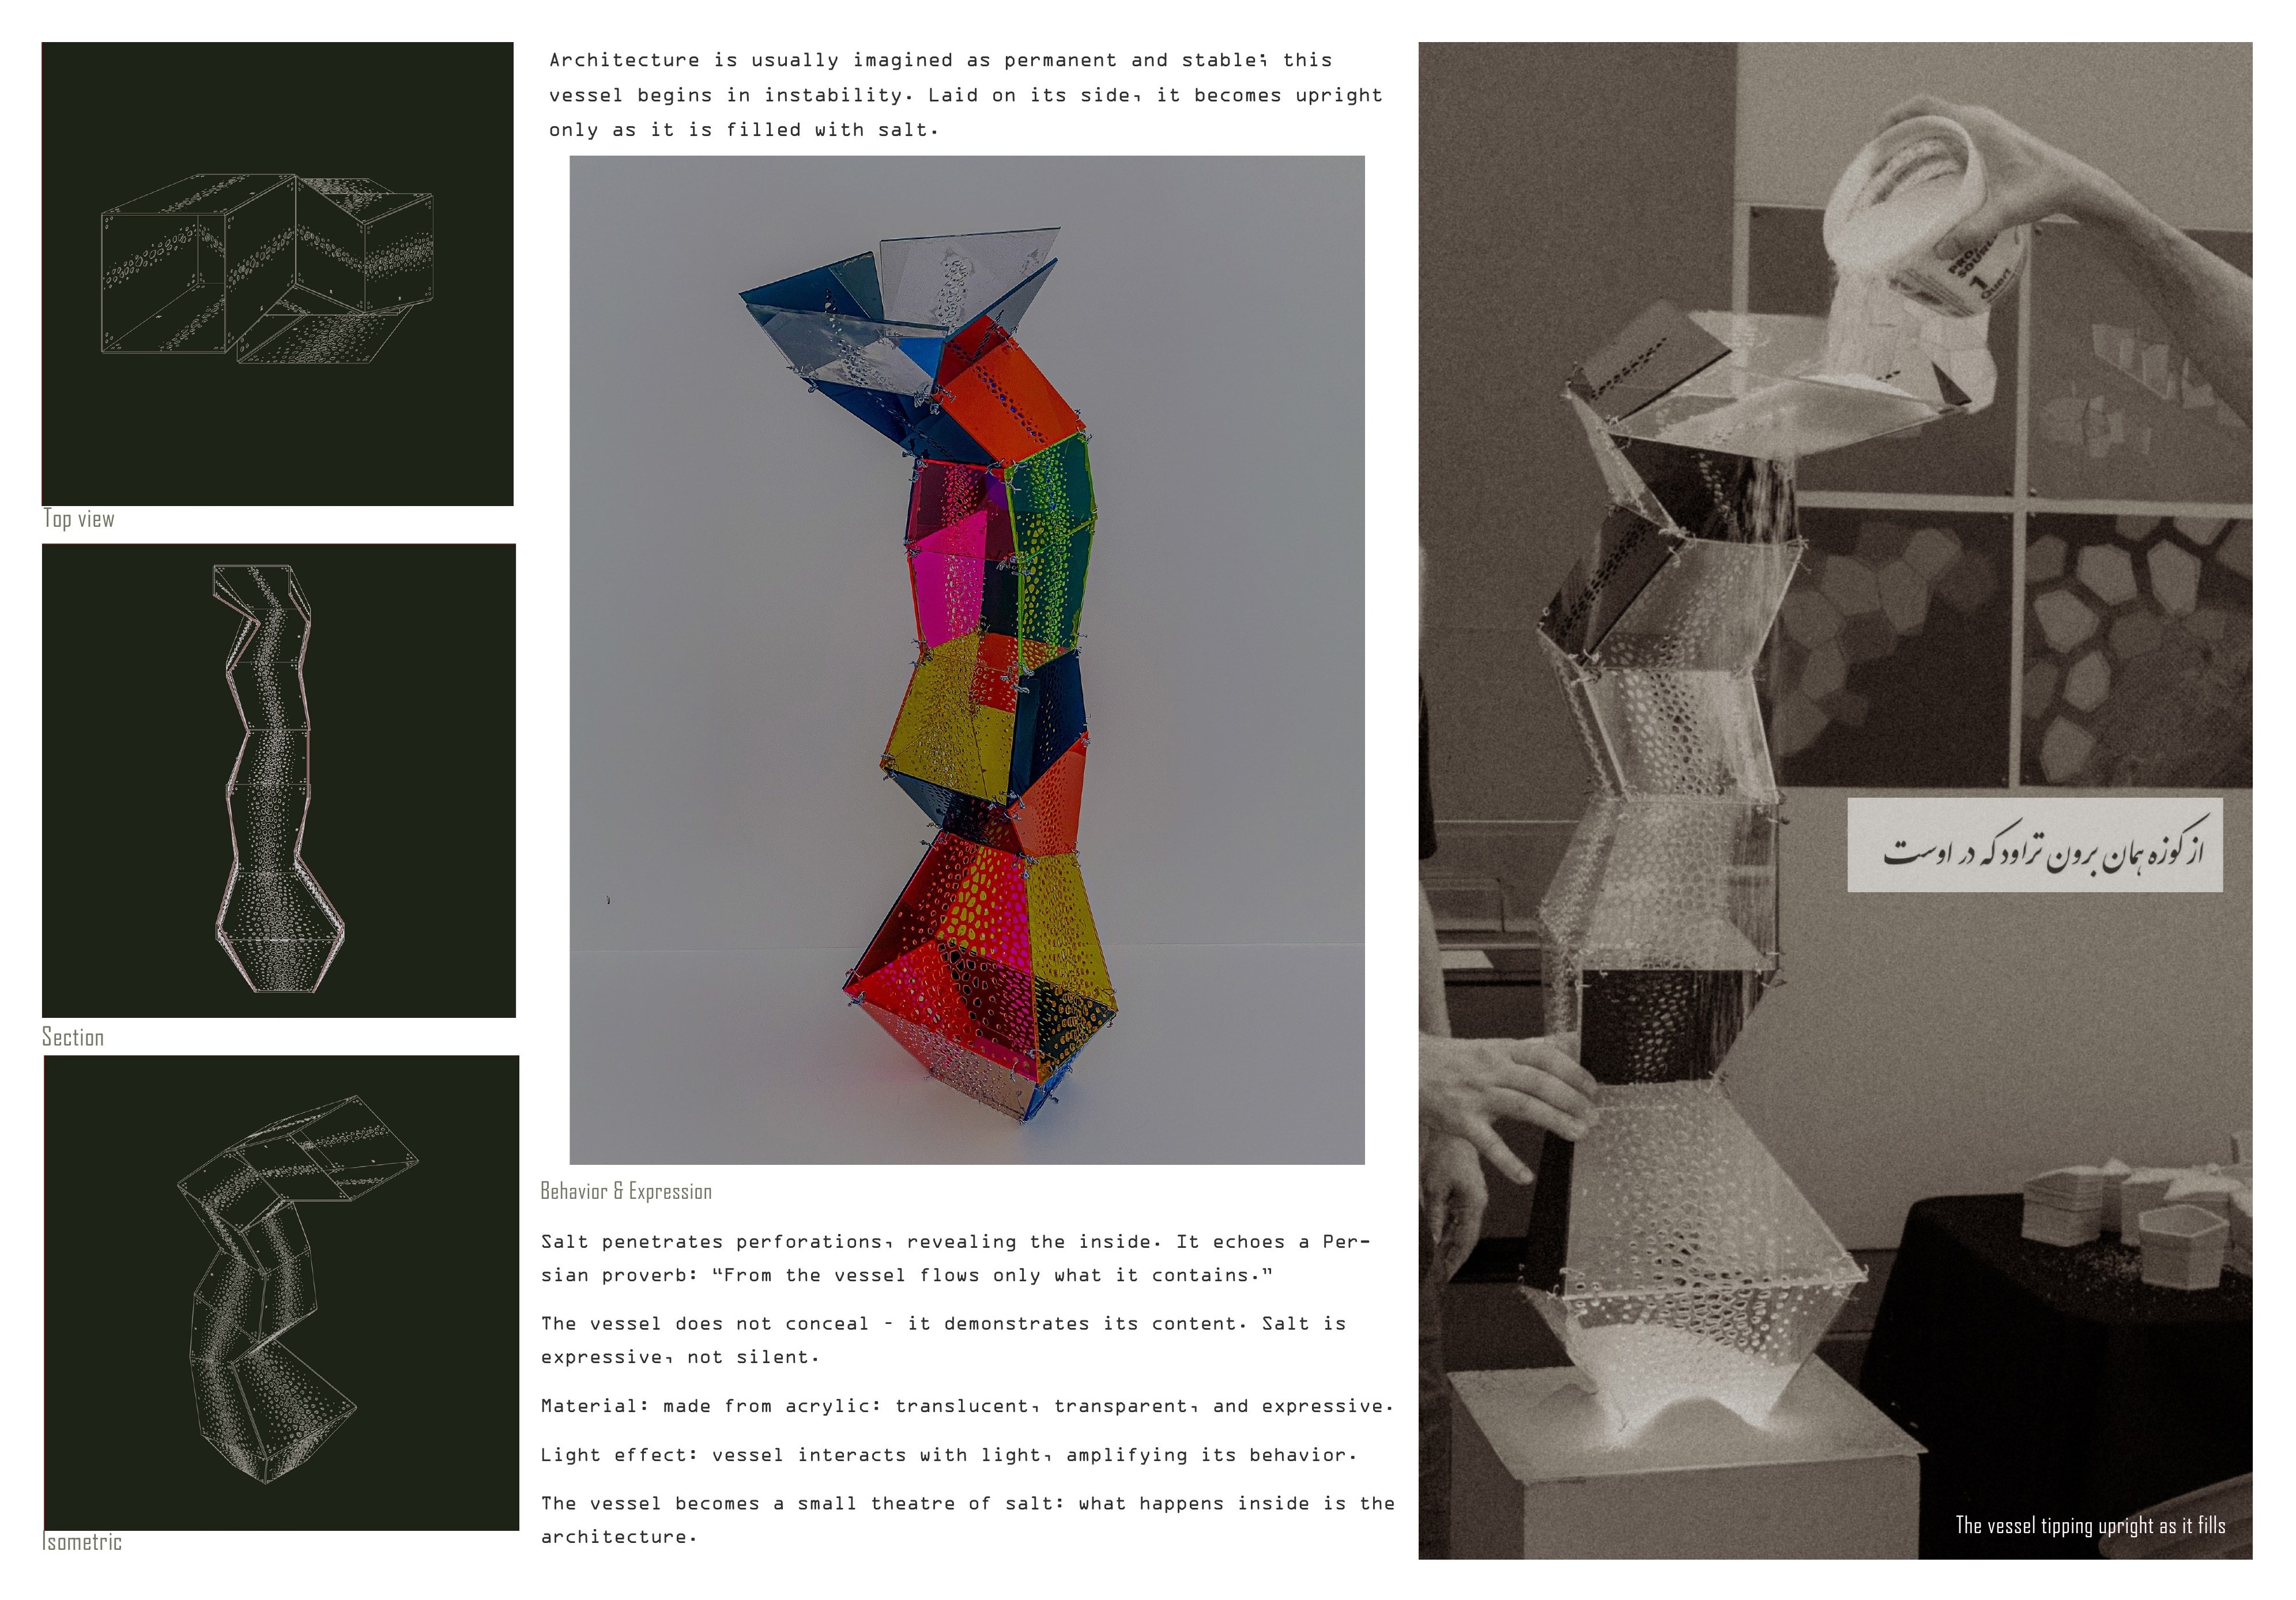 Top view
Section
Isometric
Architecture is usually imagined as permanent and stable; this
vessel begins in instability. Laid on its side, it becomes upright
only as it is filled with salt.
Behavior & Expression
Salt penetrates perforations, revealing the inside. It echoes a Per-
sian proverb: “From the vessel flows only what it contains.”
The vessel does not conceal - it demonstrates its content. Salt is
expressive, not silent.
Material: made from acrylic: translucent, transparent, and expressive.
Light effect: vessel interacts with light, amplifying its behavior.
The vessel becomes a small theatre of salt: what happens inside is the
architecture.
1
Quart
از کوزه همان برون تراود که در اوست
The vessel tipping upright as it fills